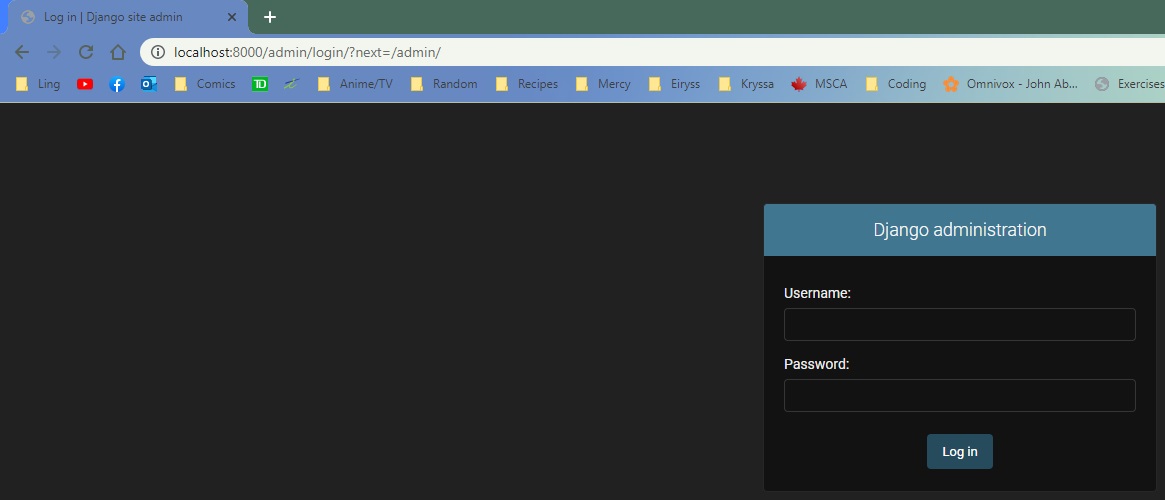 Log in | Django site admin
localhost:8000/admin/login/?next=/admin/
Ling Comics TD Anime/TV Random Recipes Mercy Eiryss Kryssa MSCA Coding Omnivox - John Ab... Exercises
Django administration
Username:
Password:
Log in